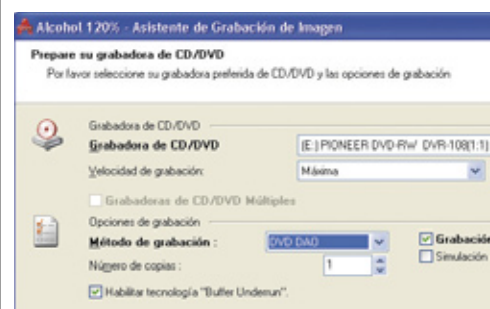 Alcohol 120% - Asistente de Grabación de Imagen
Prepare su grabadora de CD/DVD
Por favor seleccione su grabadora preferida de CD/DVD y las opciones de grabación
Grabadora de CD/DVD
Grabadora de CD/DVD (E:) PIONEER DVD-RW DVR-108(1:1)
Velocidad de grabación: Máxima
Grabadoras de CD/DVD Múltiples
Opciones de grabación
Método de grabación : DVD DAO Grabación
Número de copias : 1 Simulación
Habilitar tecnología "Buffer Underrun".